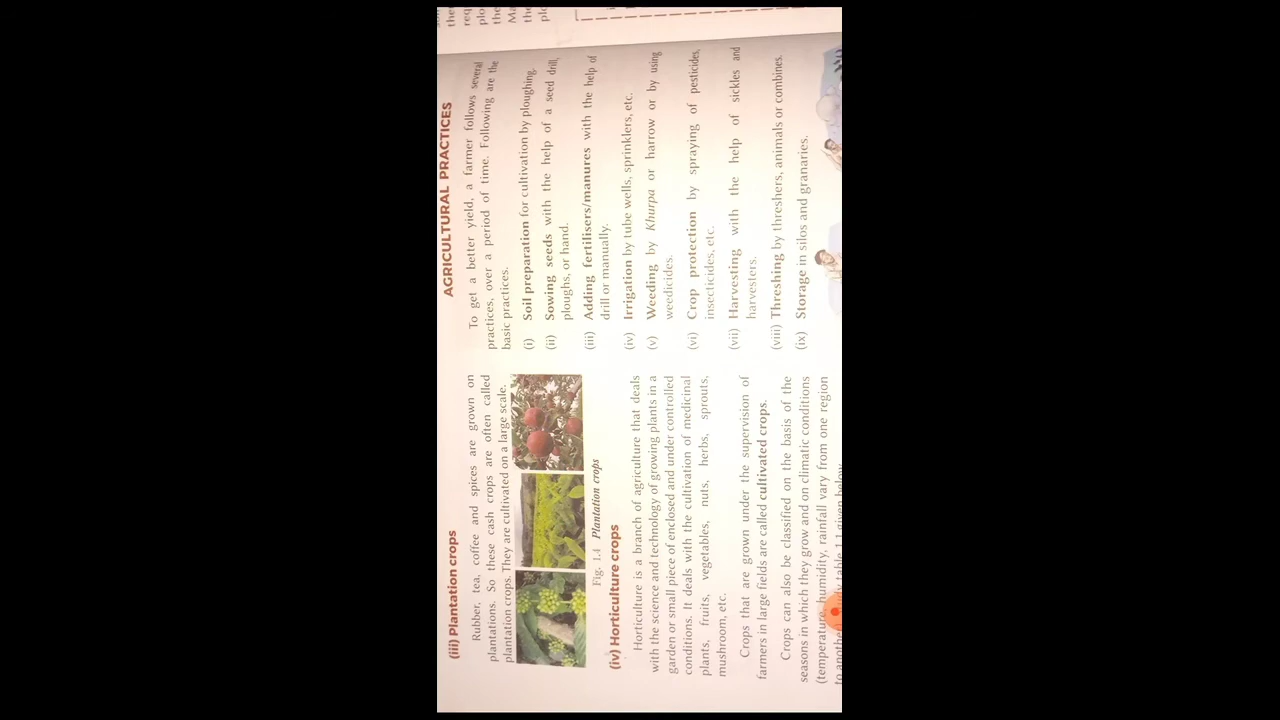 (iii) Plantation crops
Rubber, tea, coffee and spices are grown on
plantations. So these cash crops are often called
plantation crops. They are cultivated on a large scale.
Fig. 1.4 Plantation crops
(iv) Horticulture crops
Horticulture is a branch of agriculture that deals
with the science and technology of growing plants in a
garden or small piece of enclosed and under controlled
conditions. It deals with the cultivation of medicinal
plants, fruits, vegetables, nuts, herbs, sprouts,
mushroom, etc.
Crops that are grown under the supervision of
farmers in large fields are called cultivated crops.
Crops can also be classified on the basis of the
seasons in which they grow and on climatic conditions
(temperature, humidity, rainfall vary from one region
to another) table 1.1 given below
AGRICULTURAL PRACTICES
To get a better yield, a farmer follows several
practices, over a period of time. Following are the
basic practices.
(i) Soil preparation for cultivation by ploughing.
(ii) Sowing seeds with the help of a seed drill,
ploughs, or hand.
(iii) Adding fertilisers/manures with the help of
drill or manually.
(iv) Irrigation by tube wells, sprinklers, etc.
(v) Weeding by Khurpa or harrow or by using
weedicides.
(vi) Crop protection by spraying of pesticides,
insecticides, etc.
(vii) Harvesting with the help of sickles and
harvesters.
(viii) Threshing by threshers, animals or combines.
(ix) Storage in silos and granaries.